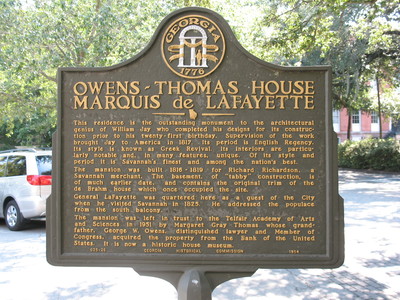 GEORGIA
1776
OWENS-THOMAS HOUSE
MARQUIS de LAFAYETTE
This residence is the outstanding monument to the architectural
genius of William Jay who completed his designs for its construc-
tion prior to his twenty-first birthday. Supervision of the work
brought Jay to America in 1817. Its period is English Regency.
Its style is known as Greek Revival. Its interiors are particu-
larly notable and, in many features, unique. Of its style and
period it is Savannah's finest and among the nation's best.
The mansion was built 1816-1819 for Richard Richardson, a
Savannah merchant. The basement, of "tabby" construction, is
of much earlier date, and contains the original trim of the
de Brahm house which once occupied the site.
General Lafayette was quartered here as a guest of the City
when he visited Savannah in 1825. He addressed the populace
from the south balcony.
The mansion was left in trust to the Telfair Academy of Arts
and Sciences in 1951 by Margaret Gray Thomas whose grand-
father, George W. Owens, distinguished lawyer and Member of
Congress, acquired the property from the Bank of the United
States. It is now a historic house museum.
GEORGIA HISTORICAL COMMISSION 1954